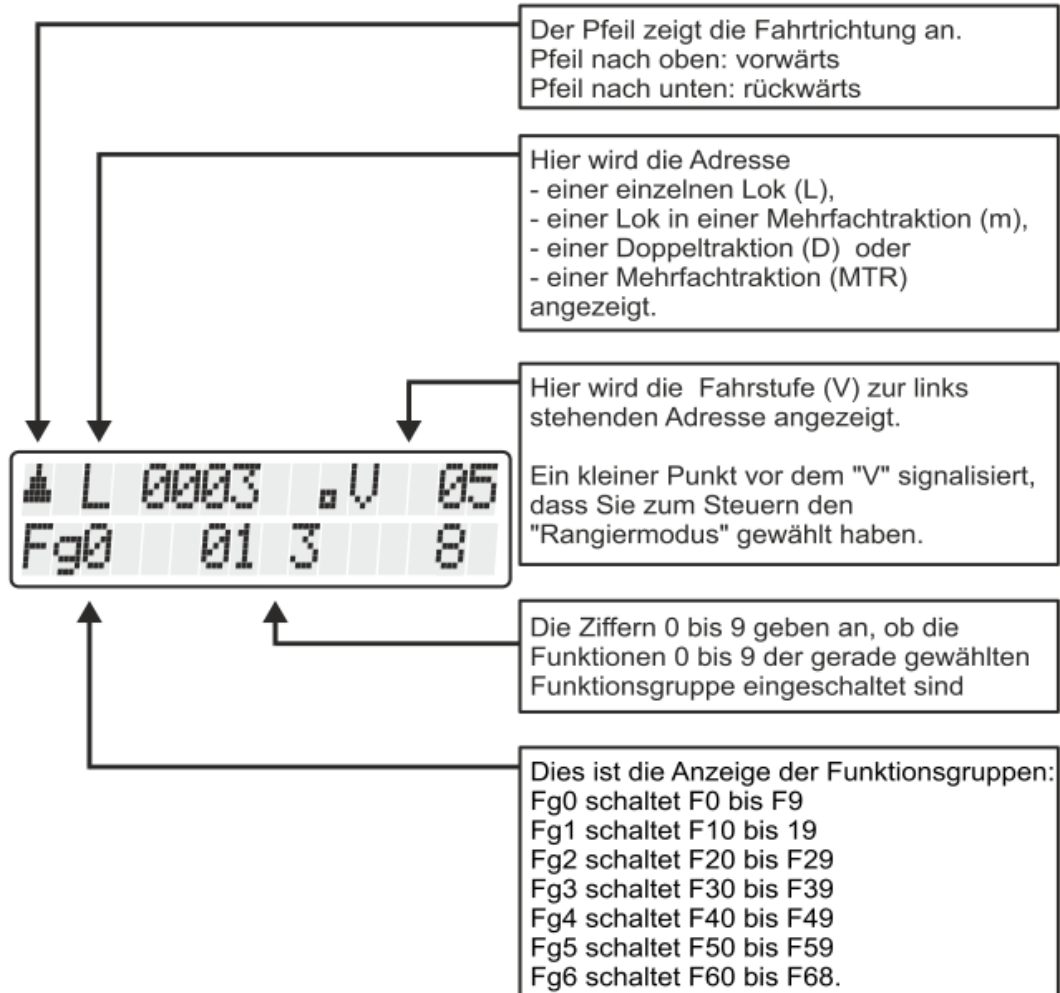 Der Pfeil zeigt die Fahrtrichtung an.
Pfeil nach oben: vorwärts
Pfeil nach unten: rückwärts
Hier wird die Adresse
- einer einzelnen Lok (L),
- einer Lok in einer Mehrfachtraktion (m),
- einer Doppeltraktion (D) oder
- einer Mehrfachtraktion (MTR)
angezeigt.
Hier wird die Fahrstufe (V) zur links
stehenden Adresse angezeigt.
Ein kleiner Punkt vor dem "V" signalisiert,
dass Sie zum Steuern den
"Rangiermodus" gewählt haben.
L 0003 .V 05
Fg0 01 3 8
Die Ziffern 0 bis 9 geben an, ob die
Funktionen 0 bis 9 der gerade gewählten
Funktionsgruppe eingeschaltet sind
Dies ist die Anzeige der Funktionsgruppen:
Fg0 schaltet F0 bis F9
Fg1 schaltet F10 bis 19
Fg2 schaltet F20 bis F29
Fg3 schaltet F30 bis F39
Fg4 schaltet F40 bis F49
Fg5 schaltet F50 bis F59
Fg6 schaltet F60 bis F68.